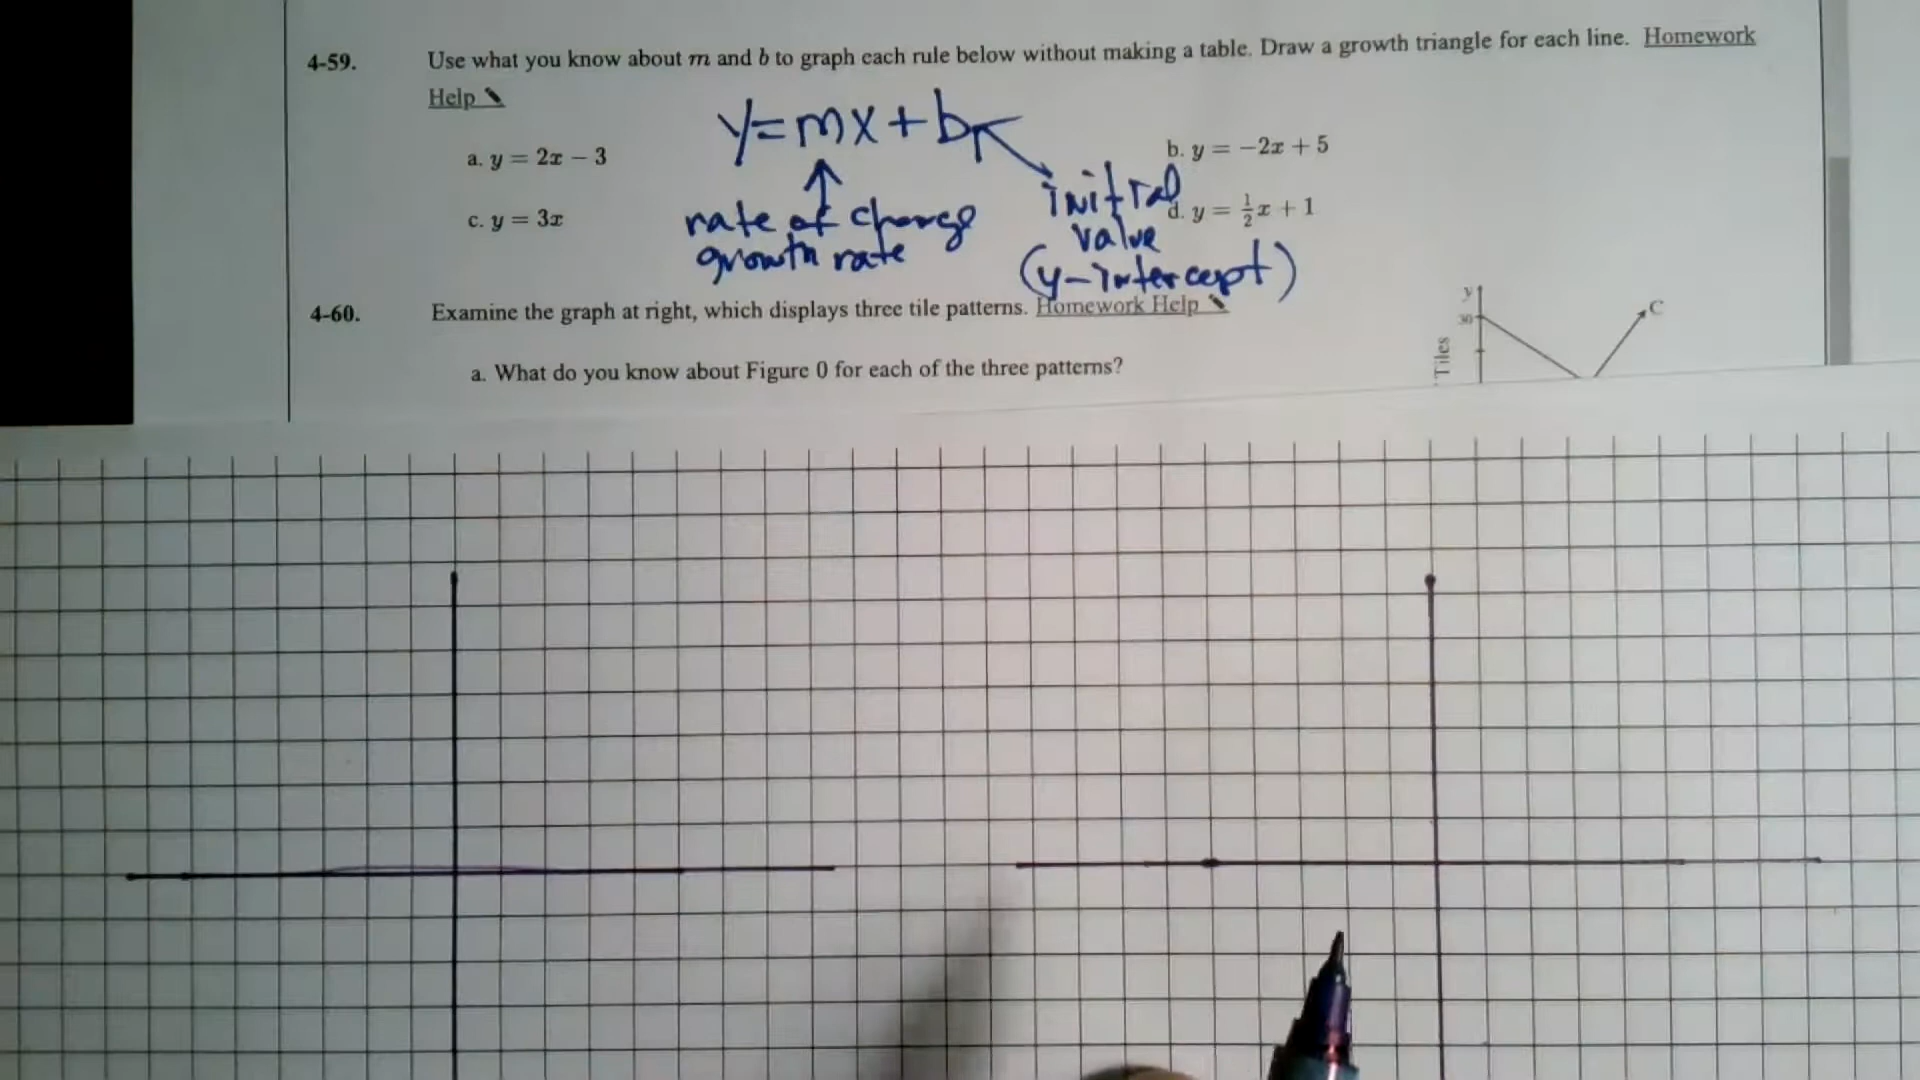 4-59. Use what you know about m and b to graph each rule below without making a table. Draw a growth triangle for each line. Homework
Help
y=mx+b
a. y = 2x − 3
b. y = −2x + 5
initial
c. y = 3x
rate of change
d. y = 1/2x + 1
value
growth rate
(y-intercept)
4-60. Examine the graph at right, which displays three tile patterns. Homework Help
y
30
C
Tiles
a. What do you know about Figure 0 for each of the three patterns?